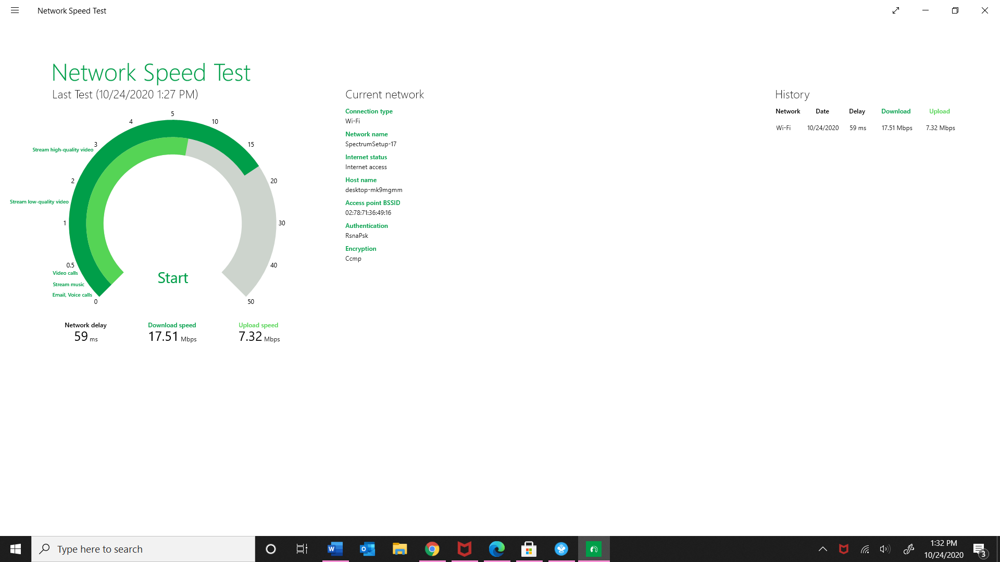 Network Speed Test
Network Speed Test
Last Test (10/24/2020 1:27 PM)
5
4
10
3
15
Stream high-quality video
2
20
Stream low-quality video
1
30
0.5
40
Video calls
Start
Stream music
Email, Voice calls
0
50
Network delay
59 ms
Download speed
17.51 Mbps
Upload speed
7.32 Mbps
Current network
Connection type
Wi-Fi
Network name
SpectrumSetup-17
Internet status
Internet access
Host name
desktop-mk9mgmm
Access point BSSID
02:78:71:36:49:16
Authentication
RsnaPsk
Encryption
Ccmp
History
Network Date Delay Download Upload
Wi-Fi 10/24/2020 59 ms 17.51 Mbps 7.32 Mbps
Type here to search
1:32 PM
10/24/2020
3